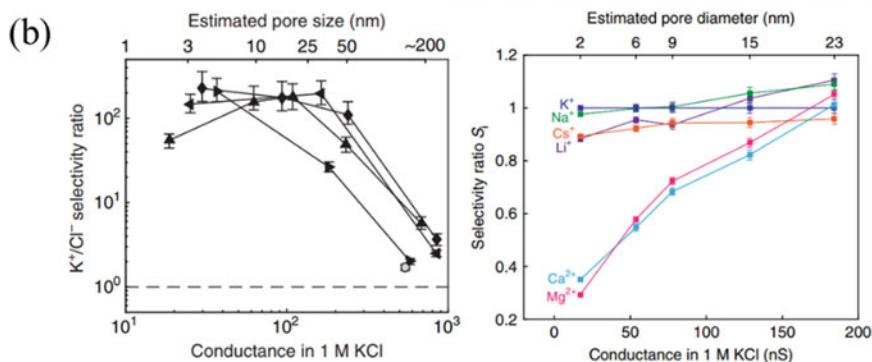 (b)
Estimated pore size (nm)
1 3 10 25 50 ~200
K⁺/Cl⁻ selectivity ratio
10²
10¹
10⁰
10¹ 10² 10³
Conductance in 1 M KCl
Estimated pore diameter (nm)
2 6 9 15 23
Selectivity ratio Sᵢ
1.2
1
0.8
0.6
0.4
0.2
K⁺
Na⁺
Cs⁺
Li⁺
Ca²⁺
Mg²⁺
0 50 100 150 200
Conductance in 1 M KCl (nS)